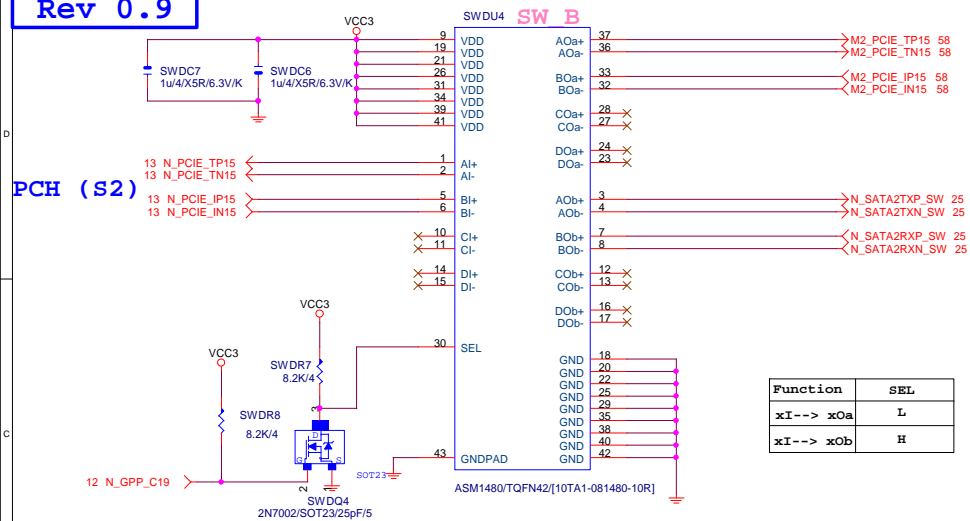 Rev 0.9
SWDU4
SW_B
VCC3
SWDC7
1u/4/X5R/6.3V/K
SWDC6
1u/4/X5R/6.3V/K
9 VDD
19 VDD
21 VDD
26 VDD
31 VDD
34 VDD
39 VDD
41 VDD
AOa+ 37 M2_PCIE_TP15 58
AOa- 36 M2_PCIE_TN15 58
BOa+ 33 M2_PCIE_IP15 58
BOa- 32 M2_PCIE_IN15 58
COa+ 28
COa- 27
DOa+ 24
DOa- 23
D
13 N_PCIE_TP15 1 AI+
13 N_PCIE_TN15 2 AI-
PCH (S2)
13 N_PCIE_IP15 5 BI+
13 N_PCIE_IN15 6 BI-
10 CI+
11 CI-
14 DI+
15 DI-
AOb+ 3 N_SATA2TXP_SW 25
AOb- 4 N_SATA2TXN_SW 25
BOb+ 7 N_SATA2RXP_SW 25
BOb- 8 N_SATA2RXN_SW 25
COb+ 12
COb- 13
DOb+ 16
DOb- 17
VCC3
30 SEL
VCC3
SWDR7
8.2K/4
SWDR8
8.2K/4
GND 18
GND 20
GND 22
GND 25
GND 29
GND 35
GND 38
GND 40
GND 42
Function SEL
xI--> xOa L
xI--> xOb H
C
3
D
G
S
2
1
43 GNDPAD
SOT23
12 N_GPP_C19
SWDQ4
2N7002/SOT23/25pF/5
ASM1480/TQFN42/[10TA1-081480-10R]